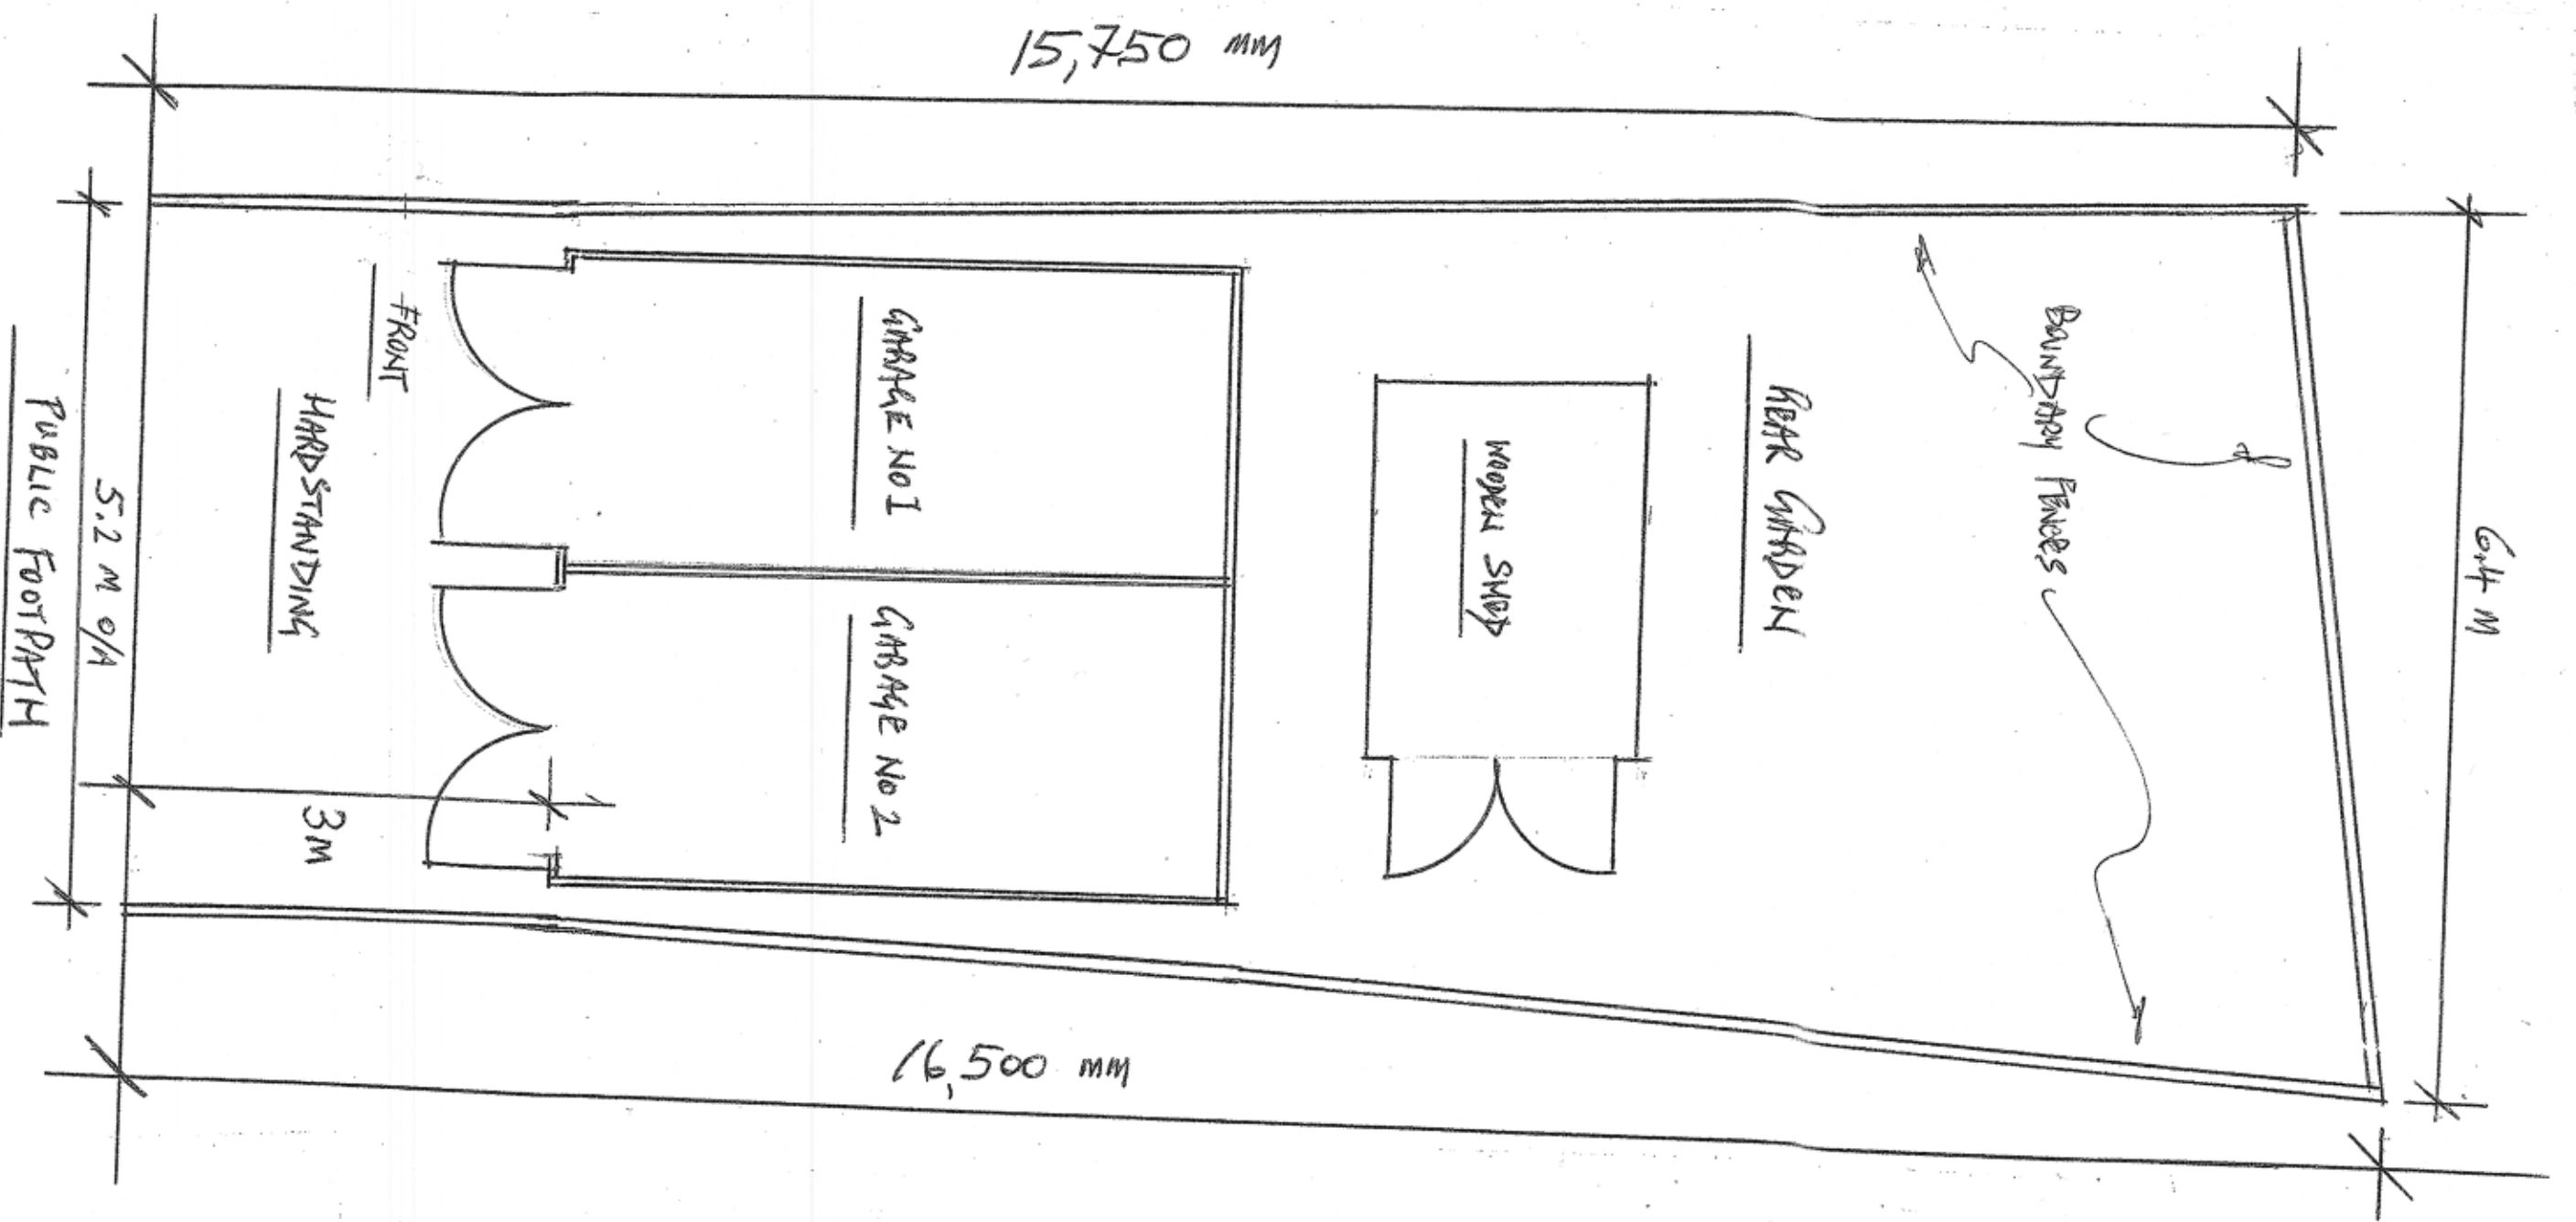 15,750 mm
6.4 M
BOUNDARY FENCES
REAR GARDEN
WOODEN SHED
GARAGE No 1
GARAGE No 2
FRONT
HARDSTANDING
3M
5.2 M O/A
PUBLIC FOOTPATH
16,500 mm